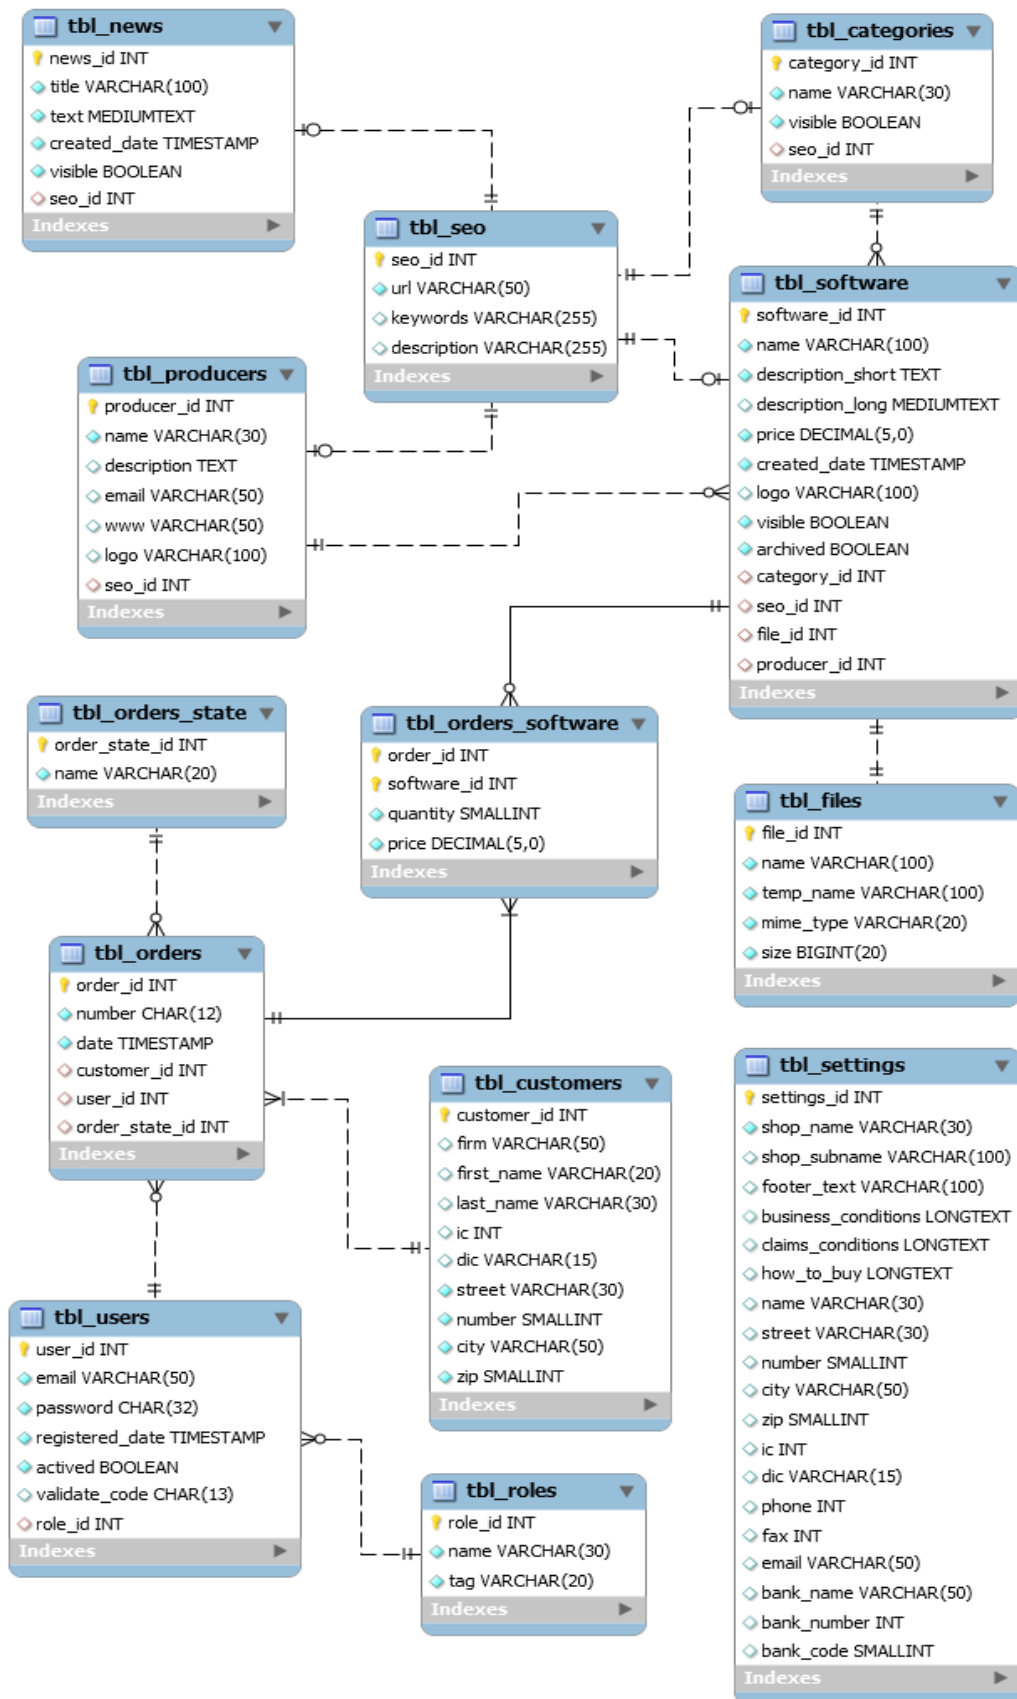 tbl_news
news_id INT
title VARCHAR(100)
text MEDIUMTEXT
created_date TIMESTAMP
visible BOOLEAN
seo_id INT
Indexes
tbl_categories
category_id INT
name VARCHAR(30)
visible BOOLEAN
seo_id INT
Indexes
tbl_seo
seo_id INT
url VARCHAR(50)
keywords VARCHAR(255)
description VARCHAR(255)
Indexes
tbl_software
software_id INT
name VARCHAR(100)
description_short TEXT
description_long MEDIUMTEXT
price DECIMAL(5,0)
created_date TIMESTAMP
logo VARCHAR(100)
visible BOOLEAN
archived BOOLEAN
category_id INT
seo_id INT
file_id INT
producer_id INT
Indexes
tbl_producers
producer_id INT
name VARCHAR(30)
description TEXT
email VARCHAR(50)
www VARCHAR(50)
logo VARCHAR(100)
seo_id INT
Indexes
tbl_orders_state
order_state_id INT
name VARCHAR(20)
Indexes
tbl_orders_software
order_id INT
software_id INT
quantity SMALLINT
price DECIMAL(5,0)
Indexes
tbl_files
file_id INT
name VARCHAR(100)
temp_name VARCHAR(100)
mime_type VARCHAR(20)
size BIGINT(20)
Indexes
tbl_orders
order_id INT
number CHAR(12)
date TIMESTAMP
customer_id INT
user_id INT
order_state_id INT
Indexes
tbl_customers
customer_id INT
firm VARCHAR(50)
first_name VARCHAR(20)
last_name VARCHAR(30)
ic INT
dic VARCHAR(15)
street VARCHAR(30)
number SMALLINT
city VARCHAR(50)
zip SMALLINT
Indexes
tbl_settings
settings_id INT
shop_name VARCHAR(30)
shop_subname VARCHAR(100)
footer_text VARCHAR(100)
business_conditions LONGTEXT
claims_conditions LONGTEXT
how_to_buy LONGTEXT
name VARCHAR(30)
street VARCHAR(30)
number SMALLINT
city VARCHAR(50)
zip SMALLINT
ic INT
dic VARCHAR(15)
phone INT
fax INT
email VARCHAR(50)
bank_name VARCHAR(50)
bank_number INT
bank_code SMALLINT
Indexes
tbl_users
user_id INT
email VARCHAR(50)
password CHAR(32)
registered_date TIMESTAMP
actived BOOLEAN
validate_code CHAR(13)
role_id INT
Indexes
tbl_roles
role_id INT
name VARCHAR(30)
tag VARCHAR(20)
Indexes